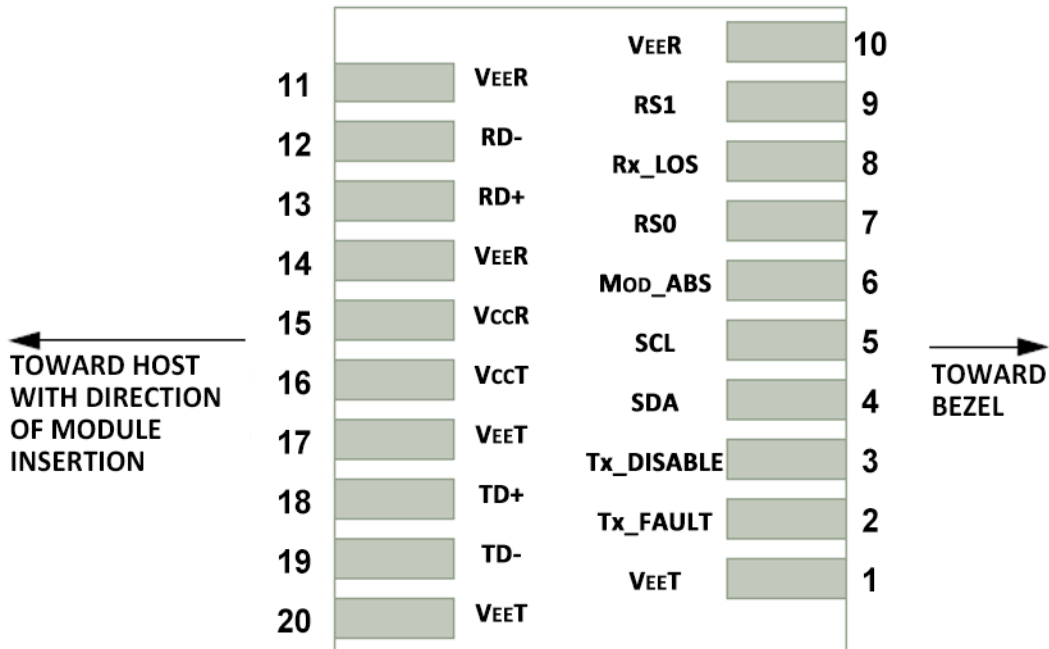 VEER 10
11 VEER
RS1 9
12 RD-
Rx_LOS 8
13 RD+
RS0 7
14 VEER
MOD_ABS 6
15 VCCR
SCL 5
16 VCCT
SDA 4
17 VEET
Tx_DISABLE 3
18 TD+
Tx_FAULT 2
19 TD-
VEET 1
20 VEET
TOWARD HOST
WITH DIRECTION
OF MODULE
INSERTION
TOWARD
BEZEL